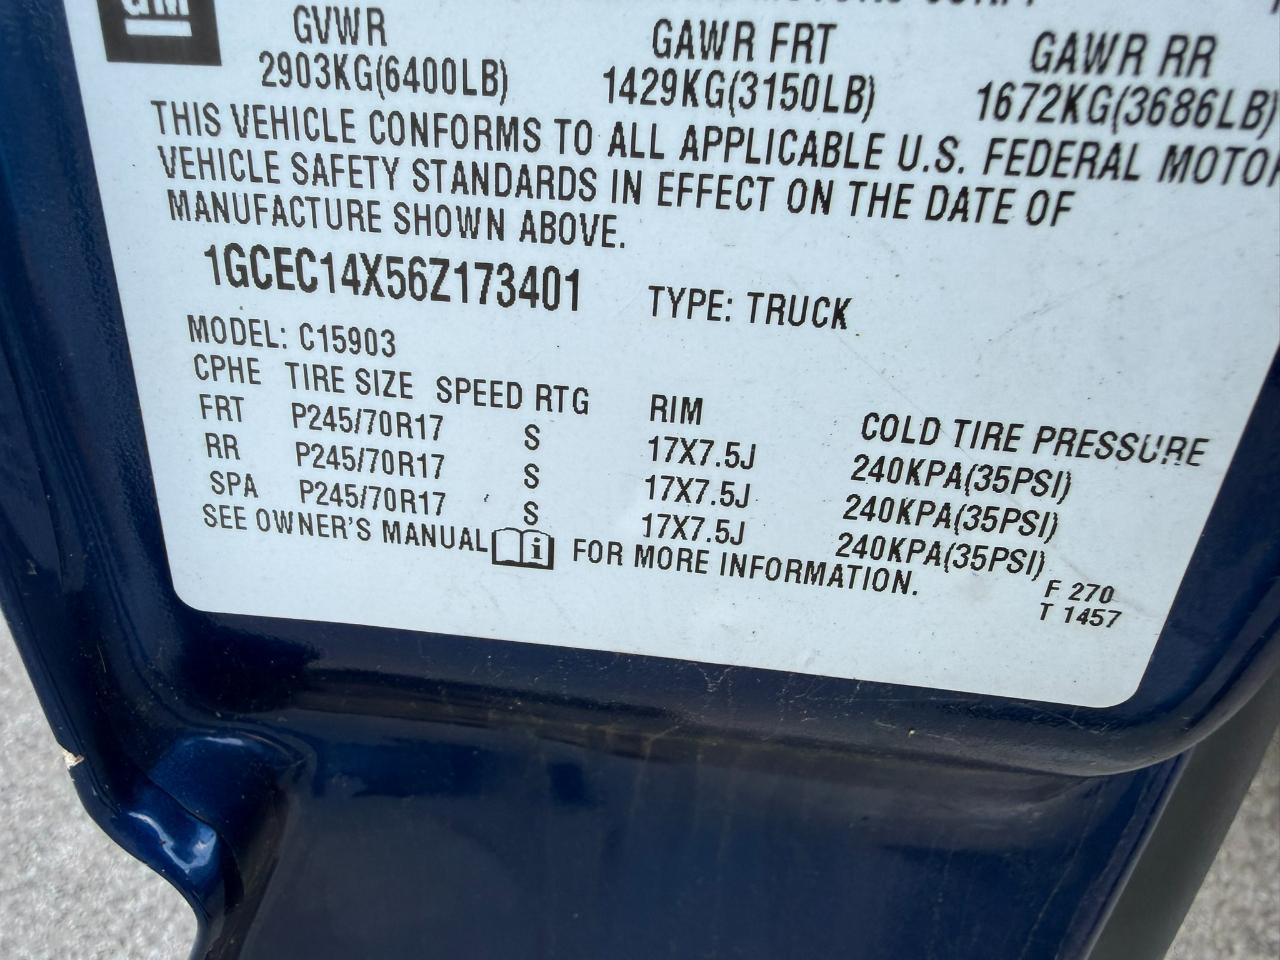 GM
GVWR GAWR FRT GAWR RR
2903KG(6400LB) 1429KG(3150LB) 1672KG(3686LB)
THIS VEHICLE CONFORMS TO ALL APPLICABLE U.S. FEDERAL MOTOR
VEHICLE SAFETY STANDARDS IN EFFECT ON THE DATE OF
MANUFACTURE SHOWN ABOVE.
1GCEC14X56Z173401 TYPE: TRUCK
MODEL: C15903
CPHE TIRE SIZE SPEED RTG RIM COLD TIRE PRESSURE
FRT P245/70R17 S 17X7.5J 240KPA(35PSI)
RR P245/70R17 S 17X7.5J 240KPA(35PSI)
SPA P245/70R17 S 17X7.5J 240KPA(35PSI)
SEE OWNER'S MANUAL i FOR MORE INFORMATION.
F 270
T 1457